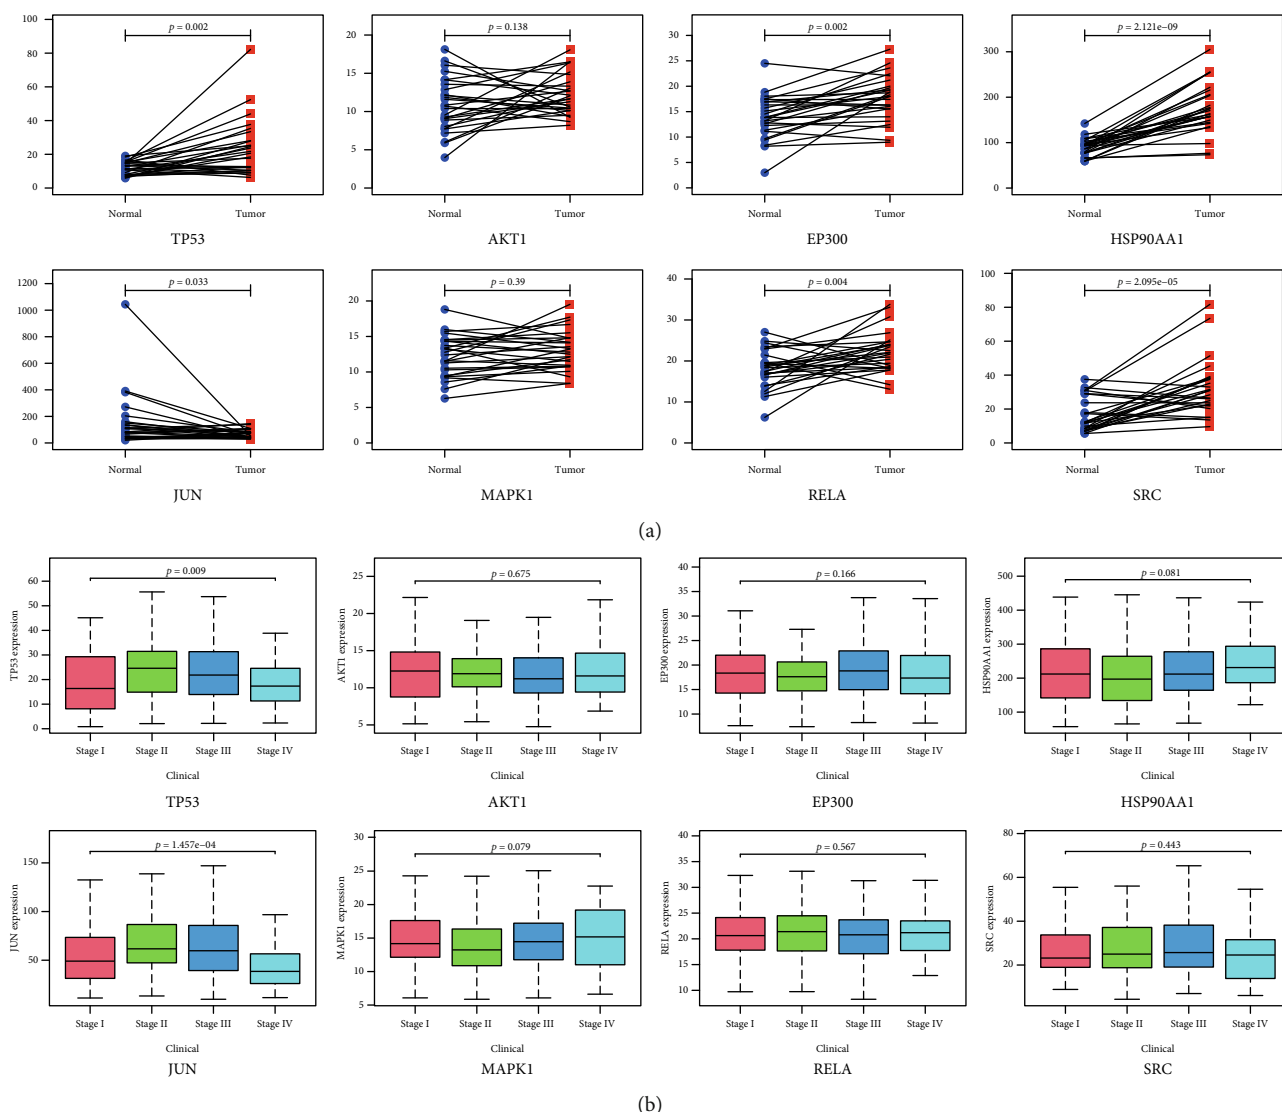 p = 0.002
100
80
60
40
20
0
Normal Tumor
TP53
p = 0.138
20
15
10
5
0
Normal Tumor
AKT1
p = 0.002
30
25
20
15
10
5
0
Normal Tumor
EP300
p = 2.121e−09
300
200
100
0
Normal Tumor
HSP90AA1
p = 0.033
1200
1000
800
600
400
200
0
Normal Tumor
JUN
p = 0.39
20
15
10
5
0
Normal Tumor
MAPK1
p = 0.004
40
30
20
10
0
Normal Tumor
RELA
p = 2.095e−05
100
80
60
40
20
0
Normal Tumor
SRC
(a)
p = 0.009
TP53 expression
60
50
40
30
20
10
0
Stage I Stage II Stage III Stage IV
Clinical
TP53
p = 0.675
AKT1 expression
25
20
15
10
5
Stage I Stage II Stage III Stage IV
Clinical
AKT1
p = 0.166
EP300 expression
40
35
30
25
20
15
10
Stage I Stage II Stage III Stage IV
Clinical
EP300
p = 0.081
HSP90AA1 expression
500
400
300
200
100
Stage I Stage II Stage III Stage IV
Clinical
HSP90AA1
p = 1.457e−04
JUN expression
150
100
50
Stage I Stage II Stage III Stage IV
Clinical
JUN
p = 0.079
MAPK1 expression
30
25
20
15
10
5
Stage I Stage II Stage III Stage IV
Clinical
MAPK1
p = 0.567
RELA expression
40
35
30
25
20
15
10
Stage I Stage II Stage III Stage IV
Clinical
RELA
p = 0.443
SRC expression
80
60
40
20
Stage I Stage II Stage III Stage IV
Clinical
SRC
(b)